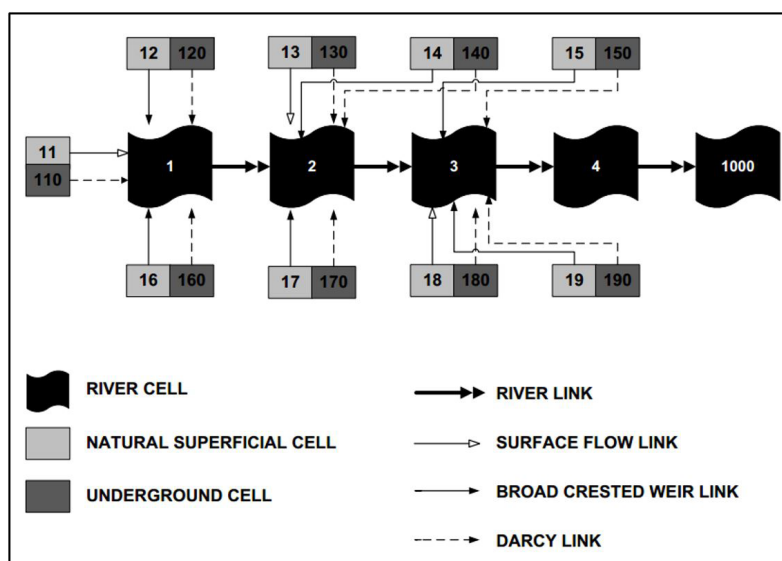 12 120
13 130
14 140
15 150
11
110
1
2
3
4
1000
16 160
17 170
18 180
19 190
RIVER CELL
NATURAL SUPERFICIAL CELL
UNDERGROUND CELL
RIVER LINK
SURFACE FLOW LINK
BROAD CRESTED WEIR LINK
DARCY LINK